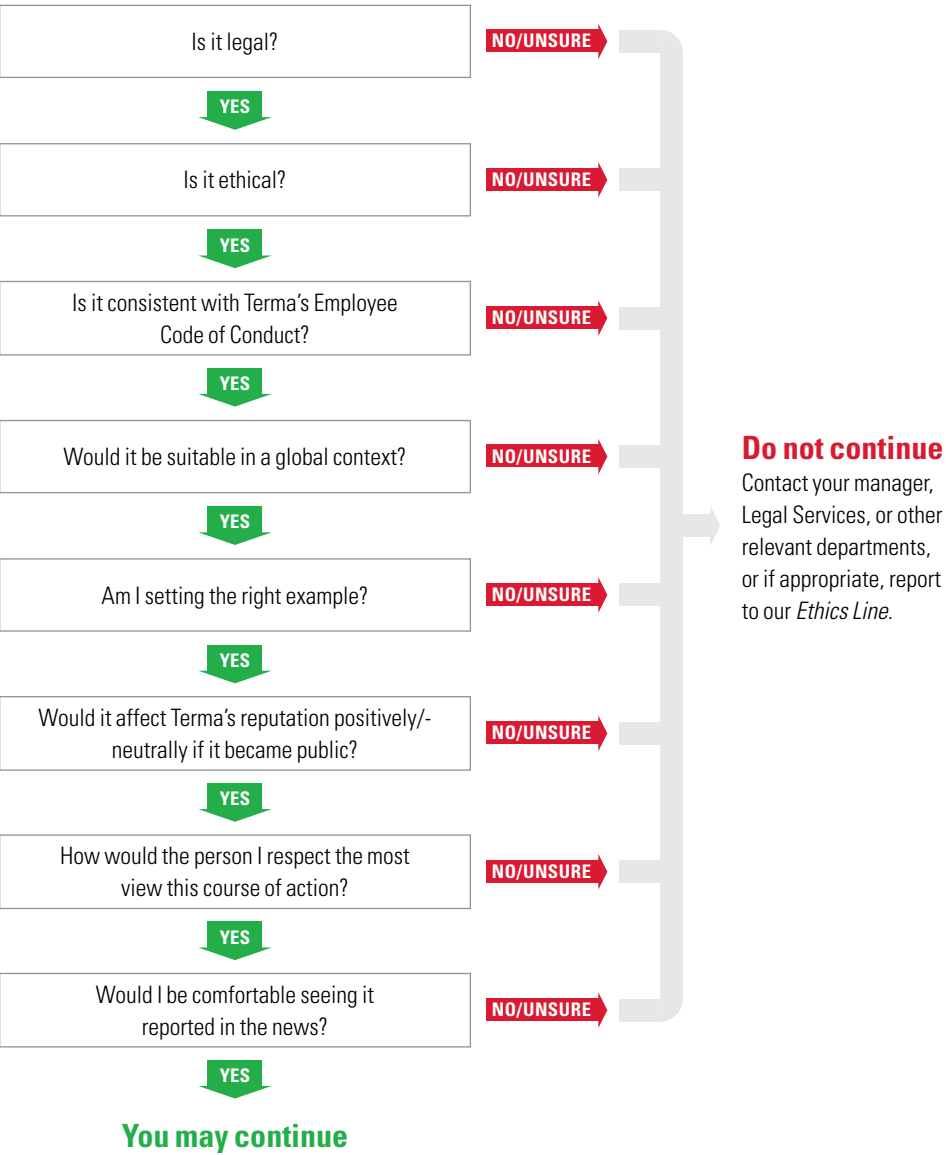 Is it legal?
NO/UNSURE
YES
Is it ethical?
NO/UNSURE
YES
Is it consistent with Terma's Employee
Code of Conduct?
NO/UNSURE
YES
Would it be suitable in a global context?
NO/UNSURE
YES
Am I setting the right example?
NO/UNSURE
YES
Would it affect Terma's reputation positively/-
neutrally if it became public?
NO/UNSURE
YES
How would the person I respect the most
view this course of action?
NO/UNSURE
YES
Would I be comfortable seeing it
reported in the news?
NO/UNSURE
YES
You may continue
Do not continue
Contact your manager,
Legal Services, or other
relevant departments,
or if appropriate, report
to our Ethics Line.